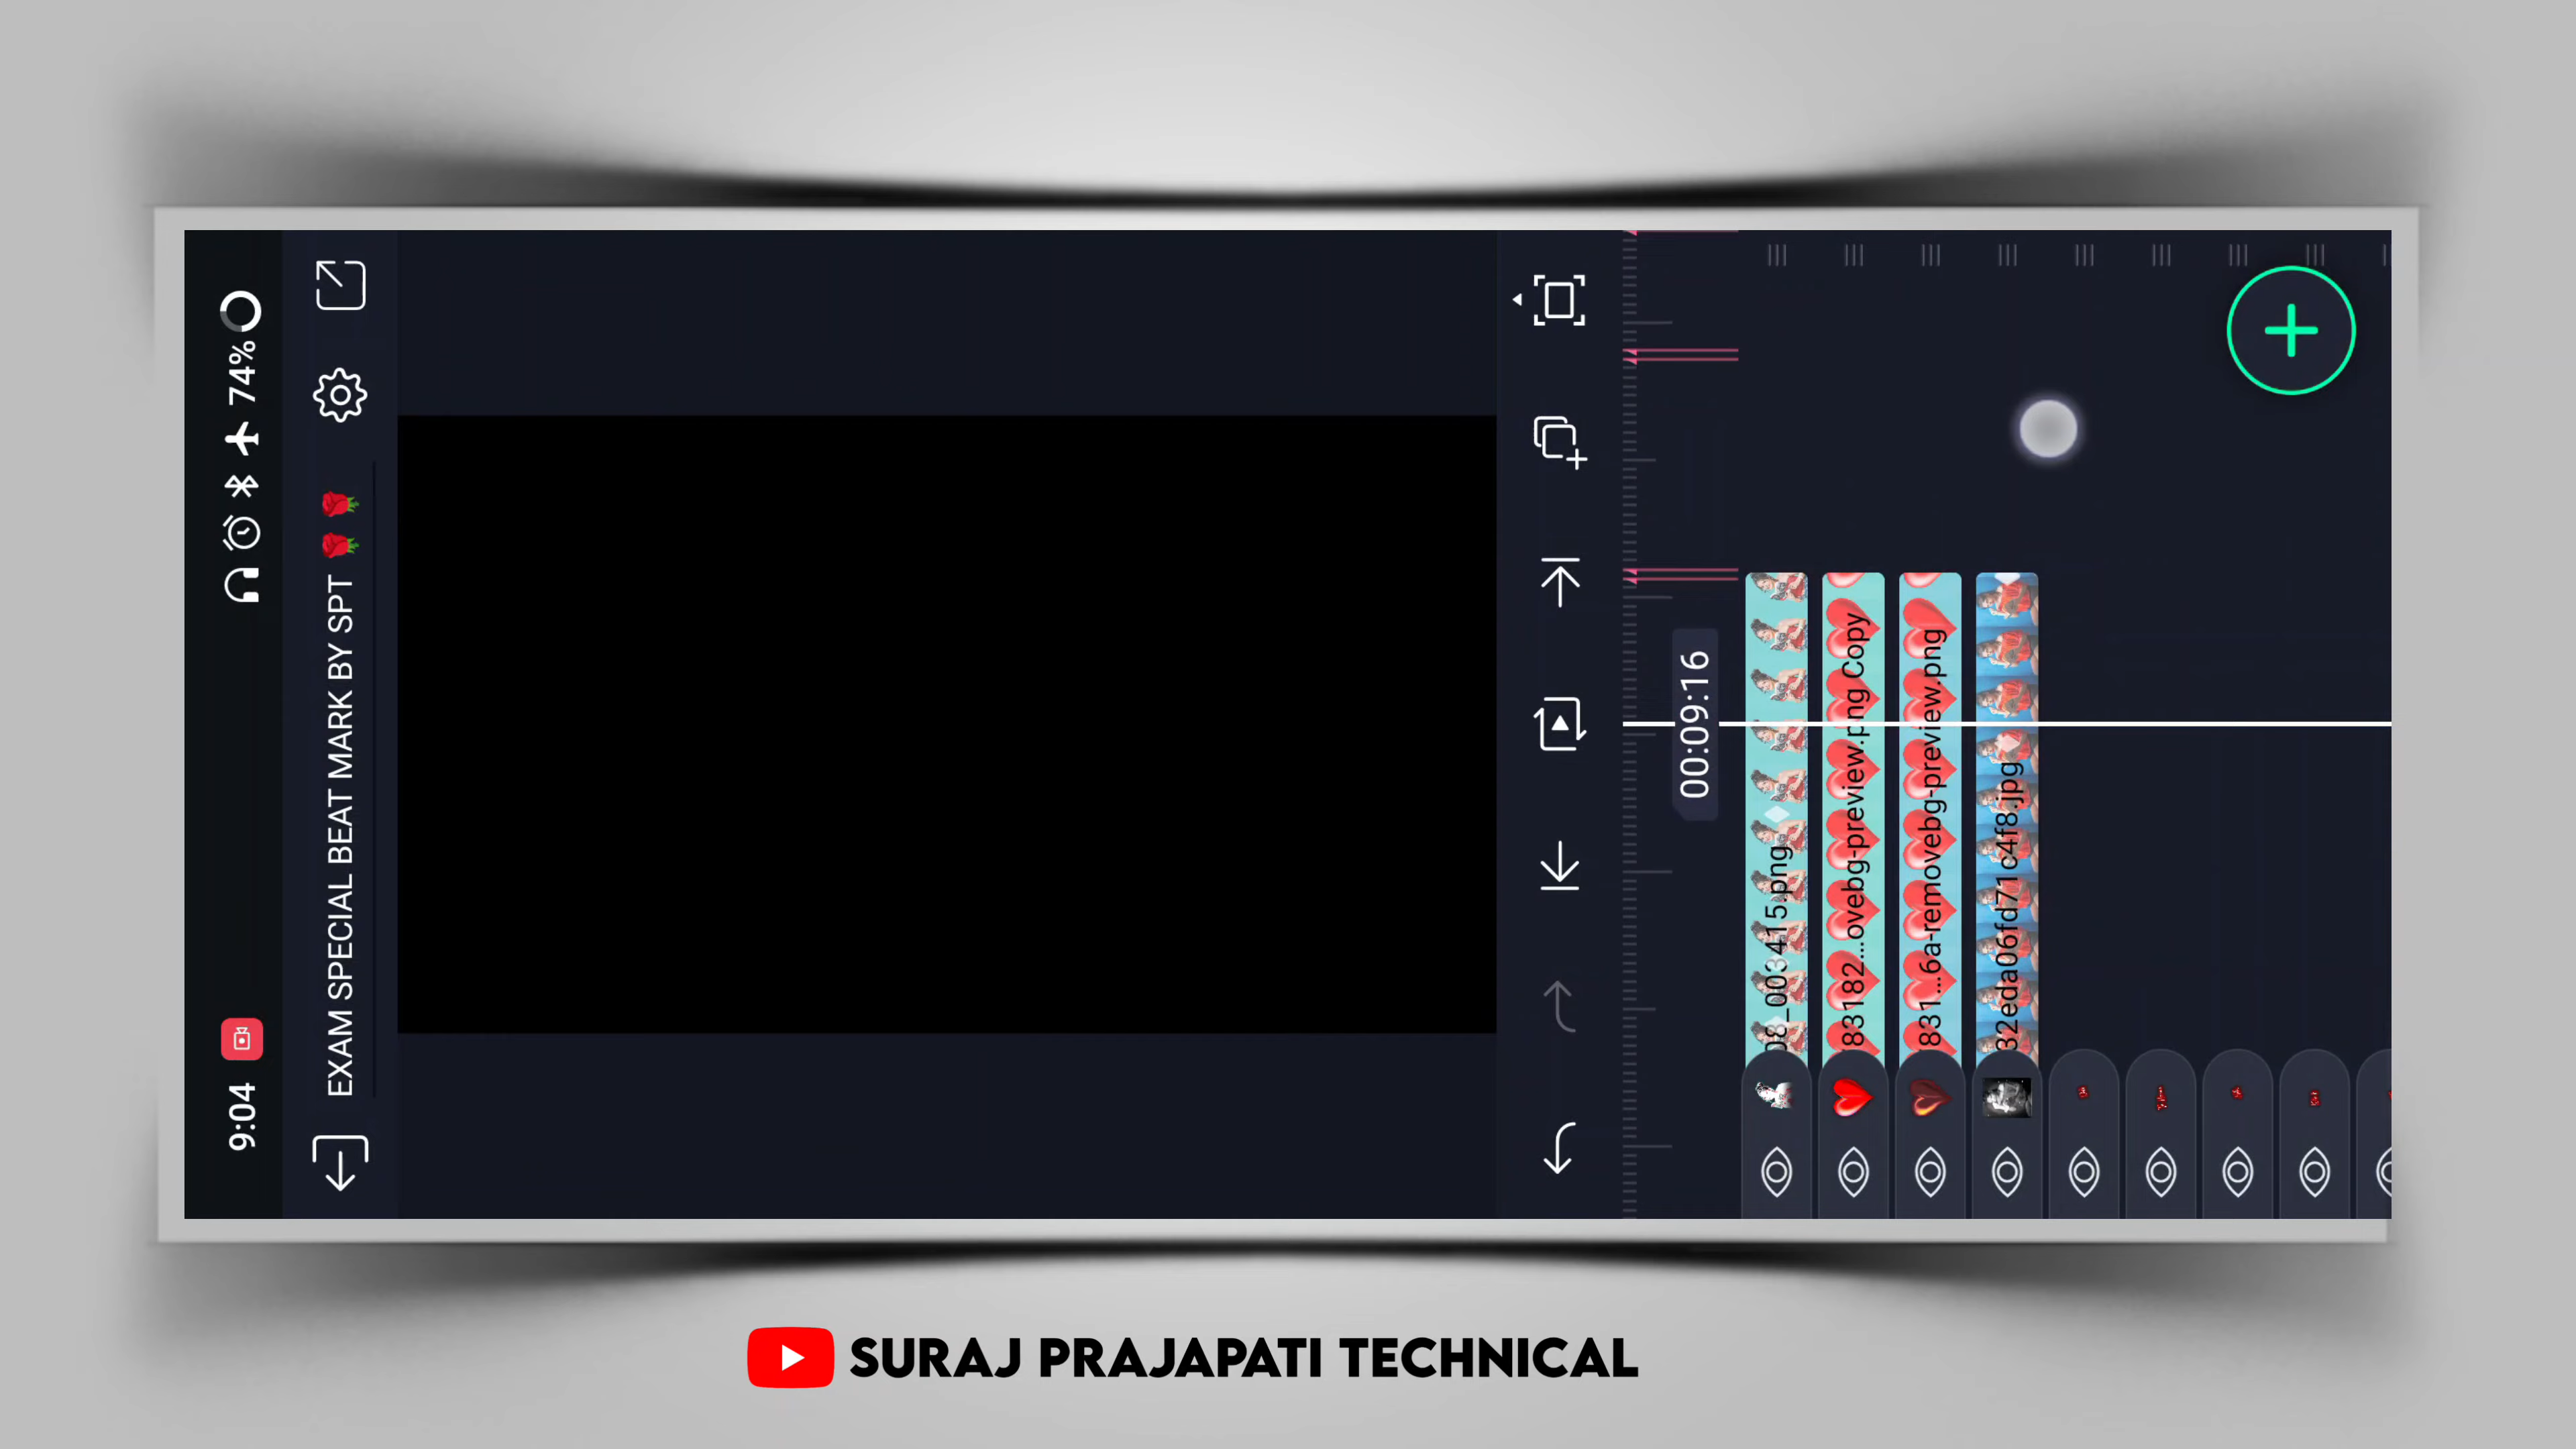 9:04
74%
EXAM SPECIAL BEAT MARK BY SPT 🌹🌹
00:09:16
08_003415.png
83182...ovebg-preview.png Copy
831...6a-removebg-preview.png
32eda06fd71c4f8.jpg
SURAJ PRAJAPATI TECHNICAL